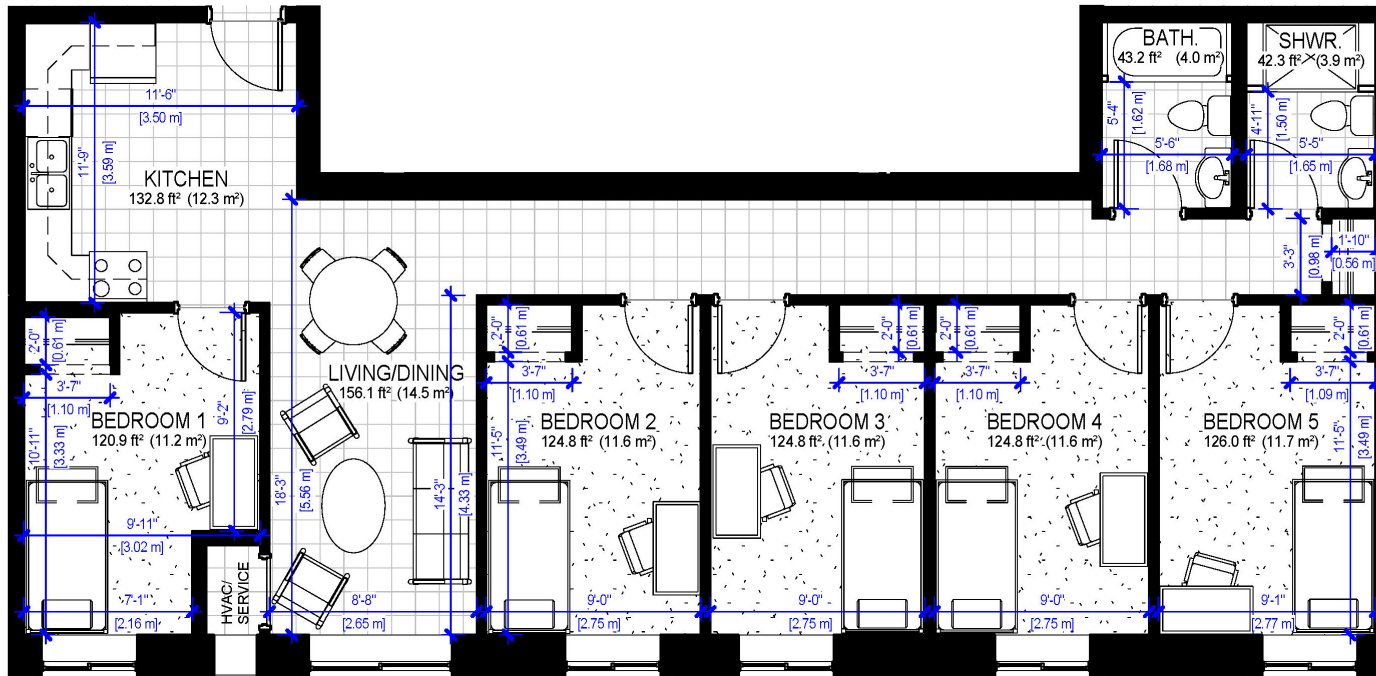 BATH.
43.2 ft² (4.0 m²)
SHWR.
42.3 ft² (3.9 m²)
11'-6"
[3.50 m]
11'-9"
[3.59 m]
KITCHEN
132.8 ft² (12.3 m²)
5'-4"
[1.62 m]
5'-6"
[1.68 m]
4'-11"
[1.50 m]
5'-5"
[1.65 m]
3'-3"
[0.98 m]
1'-10"
[0.56 m]
2'-0"
[0.61 m]
3'-7"
[1.10 m]
BEDROOM 1
120.9 ft² (11.2 m²)
9'-2"
[2.79 m]
10'-11"
[3.33 m]
9'-11"
[3.02 m]
7'-1"
[2.16 m]
HVAC/
SERVICE
LIVING/DINING
156.1 ft² (14.5 m²)
18'-3"
[5.56 m]
14'-3"
[4.33 m]
8'-8"
[2.65 m]
2'-0"
[0.61 m]
3'-7"
[1.10 m]
BEDROOM 2
124.8 ft² (11.6 m²)
11'-5"
[3.49 m]
9'-0"
[2.75 m]
2'-0"
[0.61 m]
3'-7"
[1.10 m]
BEDROOM 3
124.8 ft² (11.6 m²)
9'-0"
[2.75 m]
2'-0"
[0.61 m]
3'-7"
[1.10 m]
BEDROOM 4
124.8 ft² (11.6 m²)
9'-0"
[2.75 m]
2'-0"
[0.61 m]
3'-7"
[1.09 m]
BEDROOM 5
126.0 ft² (11.7 m²)
11'-5"
[3.49 m]
9'-1"
[2.77 m]